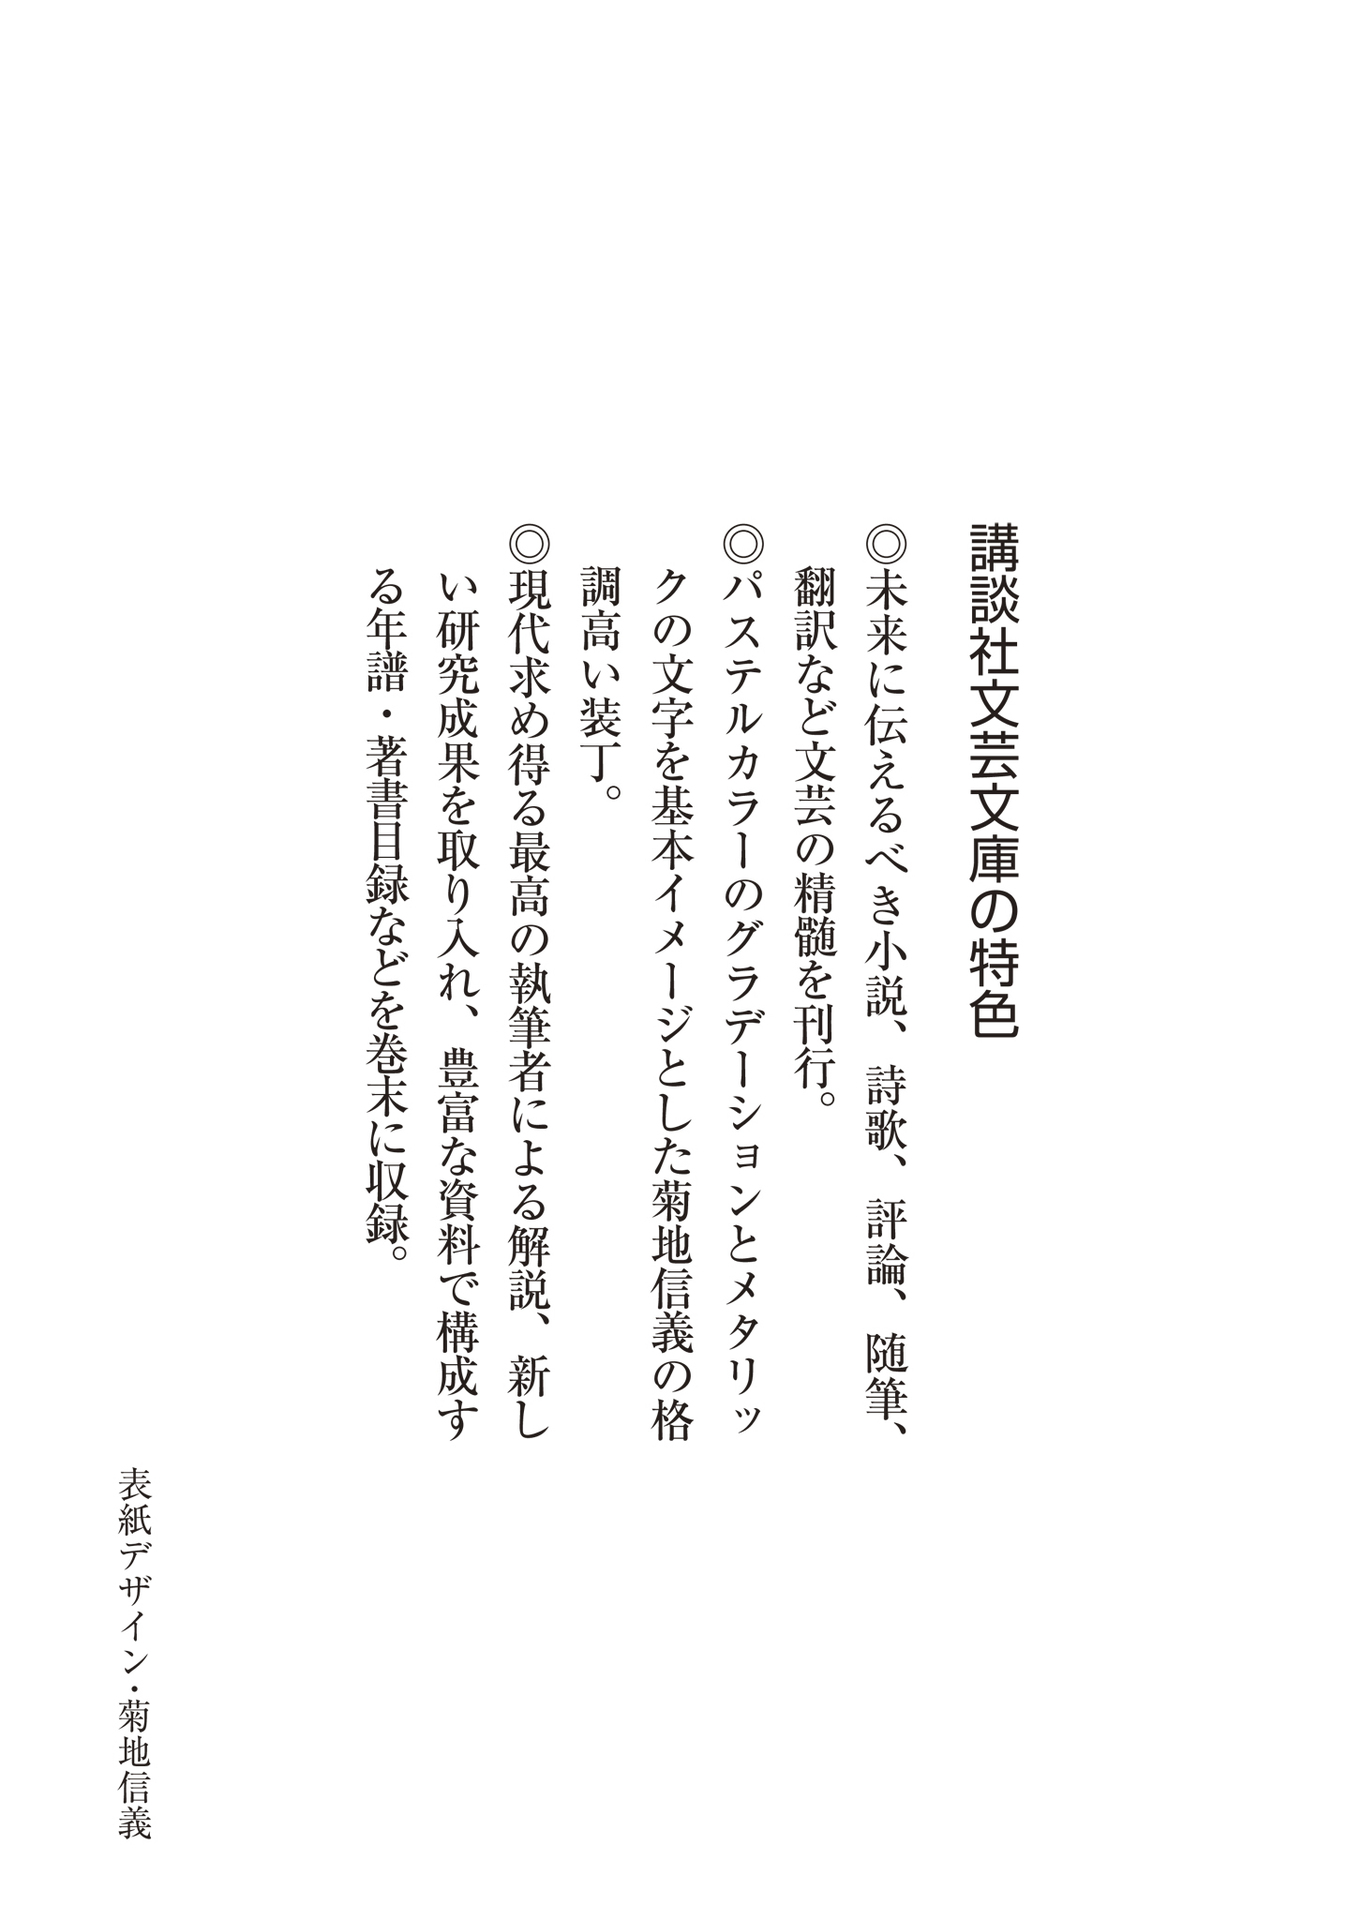 講談社文芸文庫の特色
◎未来に伝えるべき小説、詩歌、評論、随筆、
翻訳など文芸の精髄を刊行。
◎パステルカラーのグラデーションとメタリッ
クの文字を基本イメージとした菊地信義の格
調高い装丁。
◎現代求め得る最高の執筆者による解説、新し
い研究成果を取り入れ、豊富な資料で構成す
る年譜・著書目録などを巻末に収録。
表紙デザイン・菊地信義